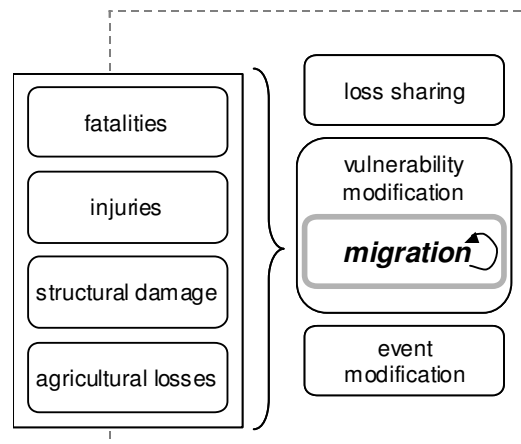 fatalities
injuries
structural damage
agricultural losses
loss sharing
vulnerability
modification
migration
event
modification